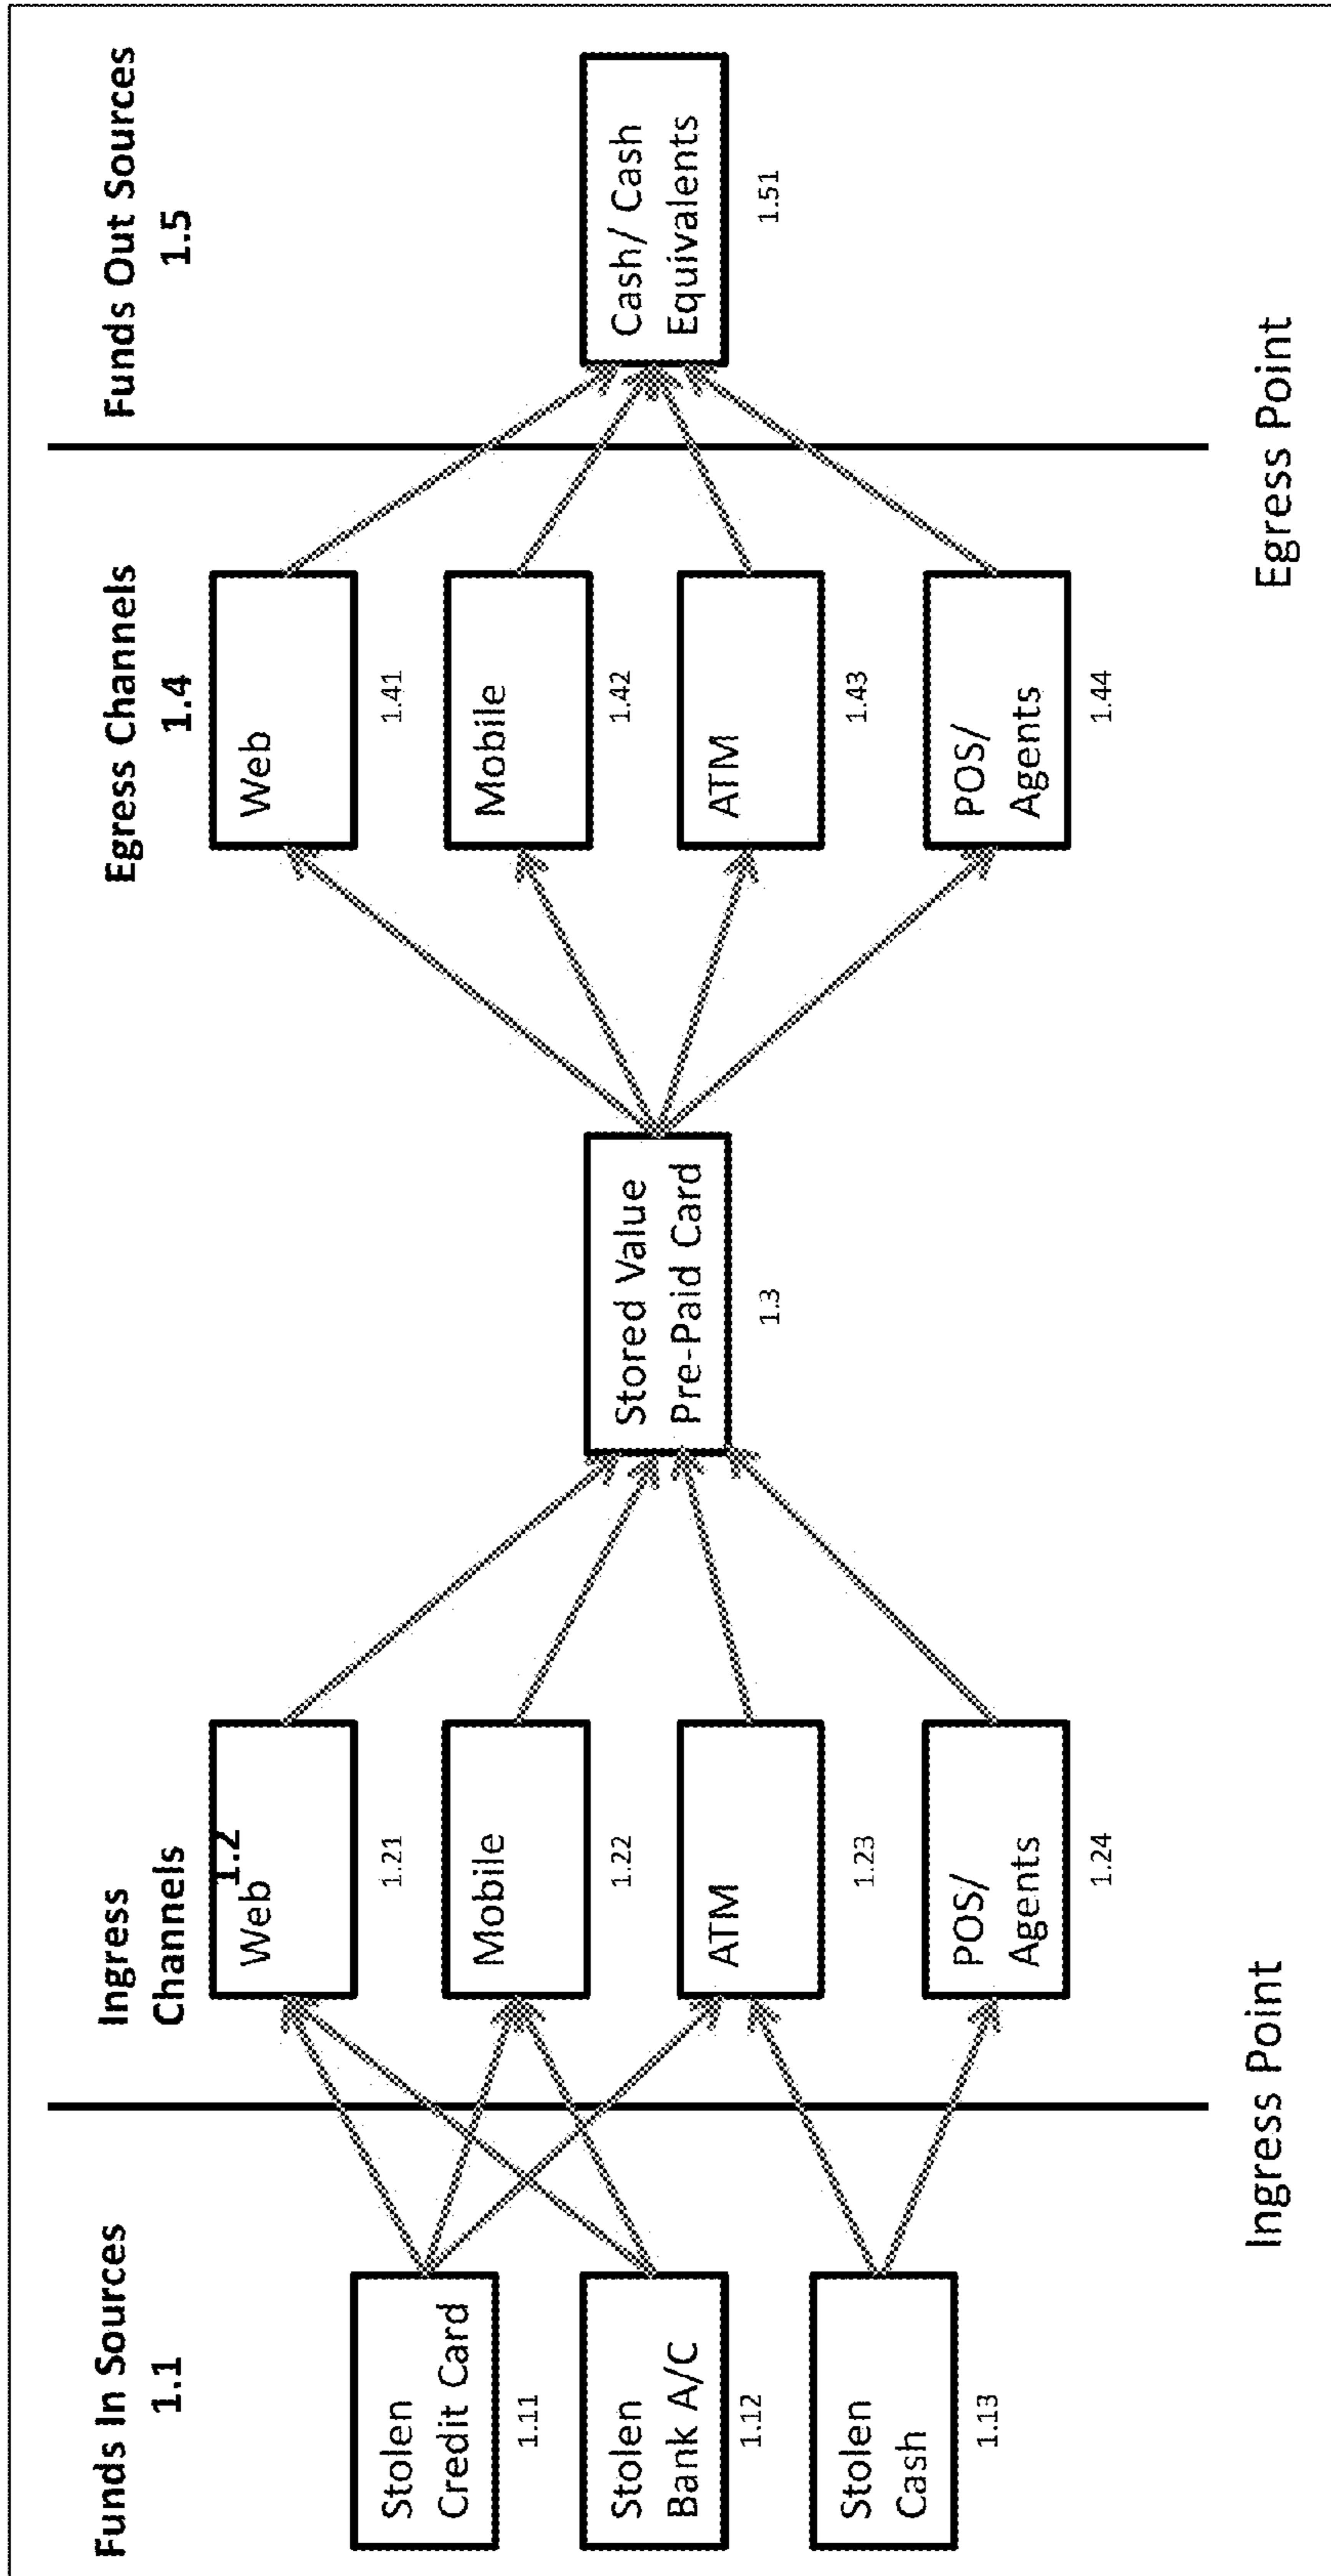 Funds In Sources
1.1
Stolen
Credit Card
1.11
Stolen
Bank A/C
1.12
Stolen
Cash
1.13
Ingress
Channels
1.2
Web
1.21
Mobile
1.22
ATM
1.23
POS/
Agents
1.24
Ingress Point
Stored Value
Pre-Paid Card
1.3
Egress Channels
1.4
Web
1.41
Mobile
1.42
ATM
1.43
POS/
Agents
1.44
Funds Out Sources
1.5
Cash/ Cash
Equivalents
1.51
Egress Point